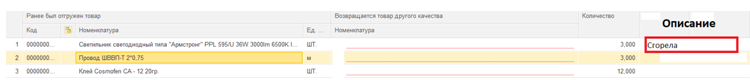 Ранее был отгружен товар Возвращается товар другого качества Количество Описание
Код Номенклатура Ед. ... Номенклатура
1 0000000... Светильник светодиодный типа "Армстронг" PPL 595/U 36W 3000lm 6500K I... ШТ. 3,000 Сгорела
2 0000000... Провод ШВВП-Т 2*0,75 м 3,000
3 0000000... Клей Cosmofen CA - 12 20гр. ШТ. 12,000